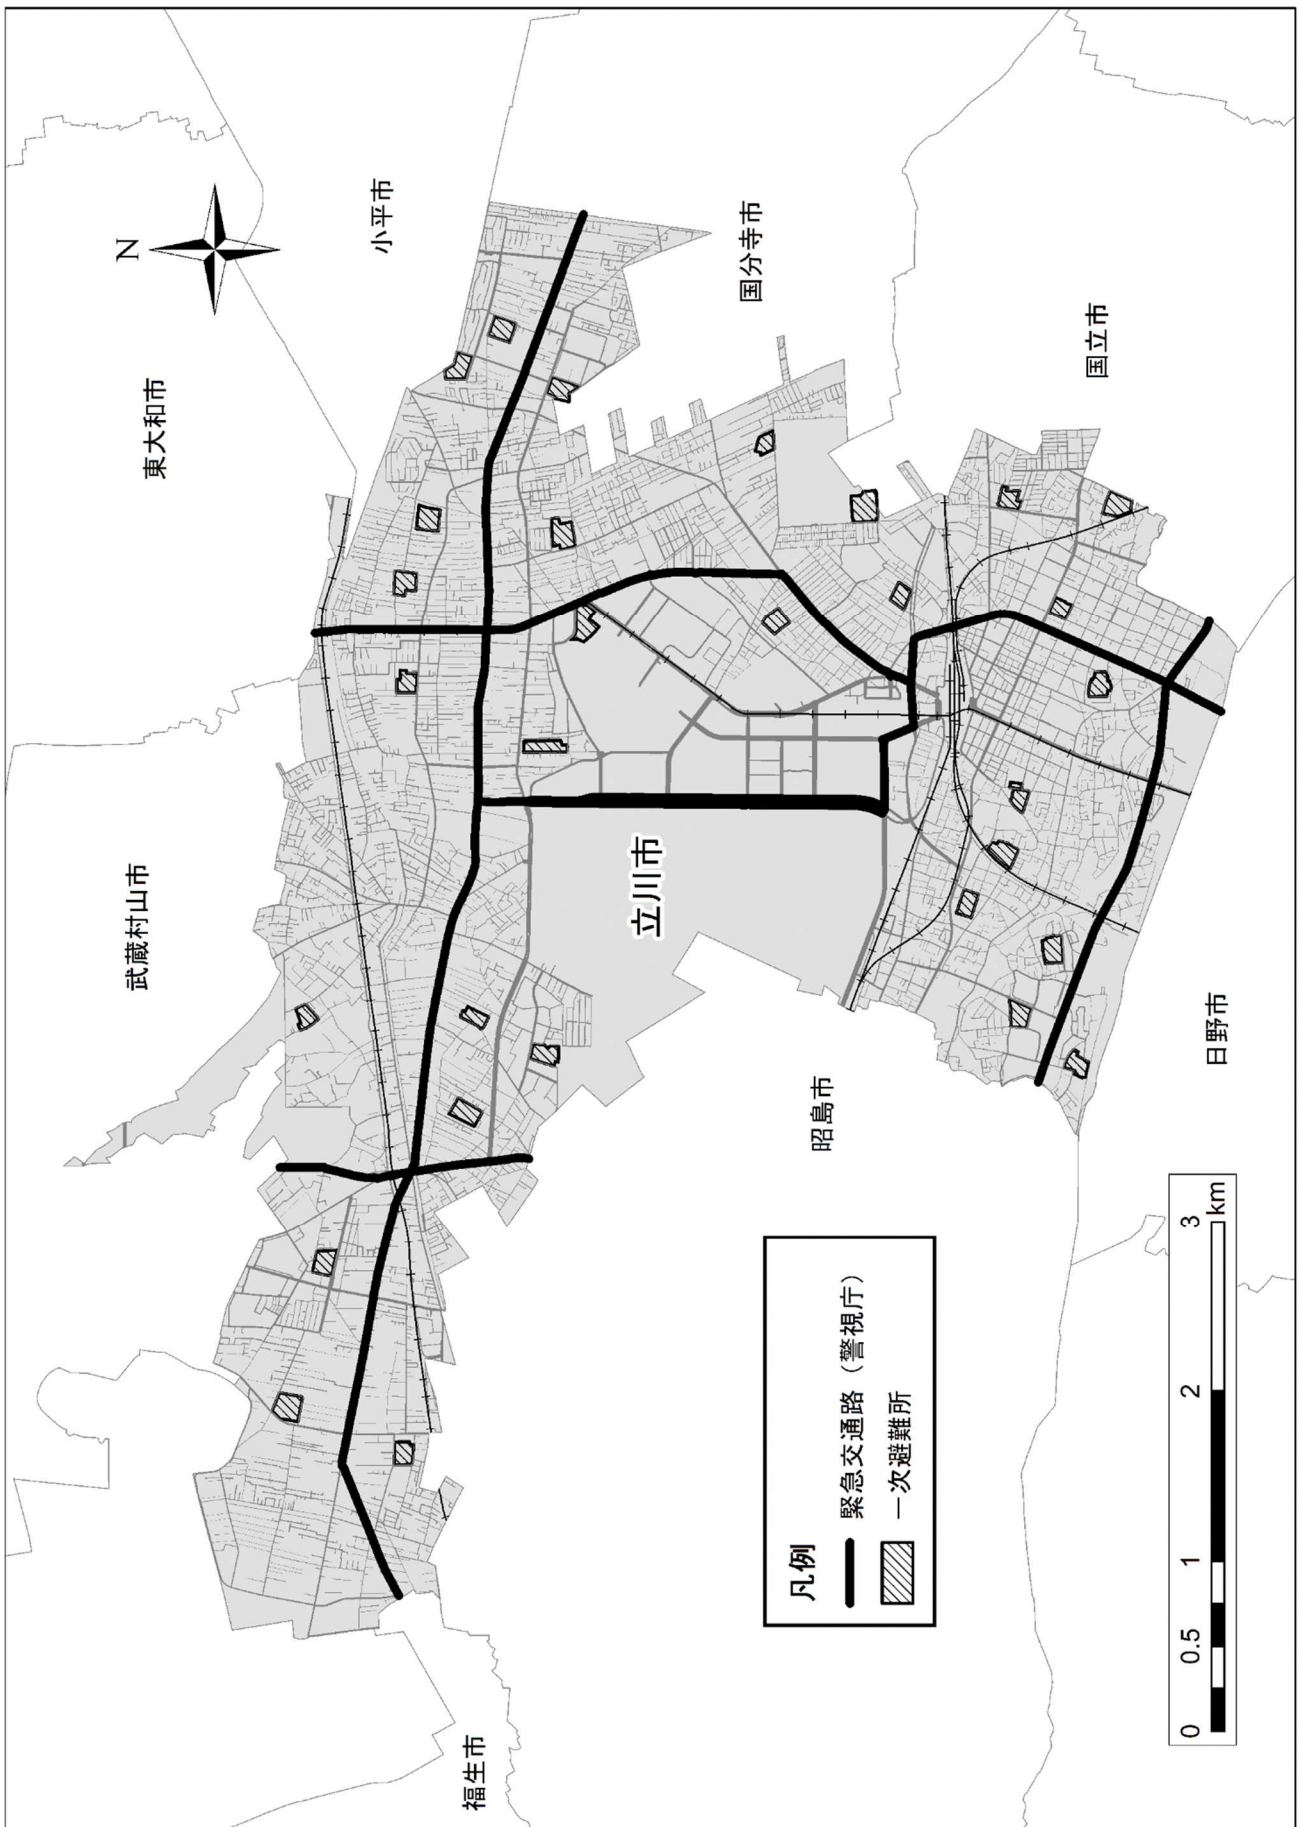 N
東大和市
小平市
武蔵村山市
国分寺市
国立市
立川市
福生市
昭島市
日野市
凡例
緊急交通路(警視庁)
一次避難所
0 0.5 1 2 3
km